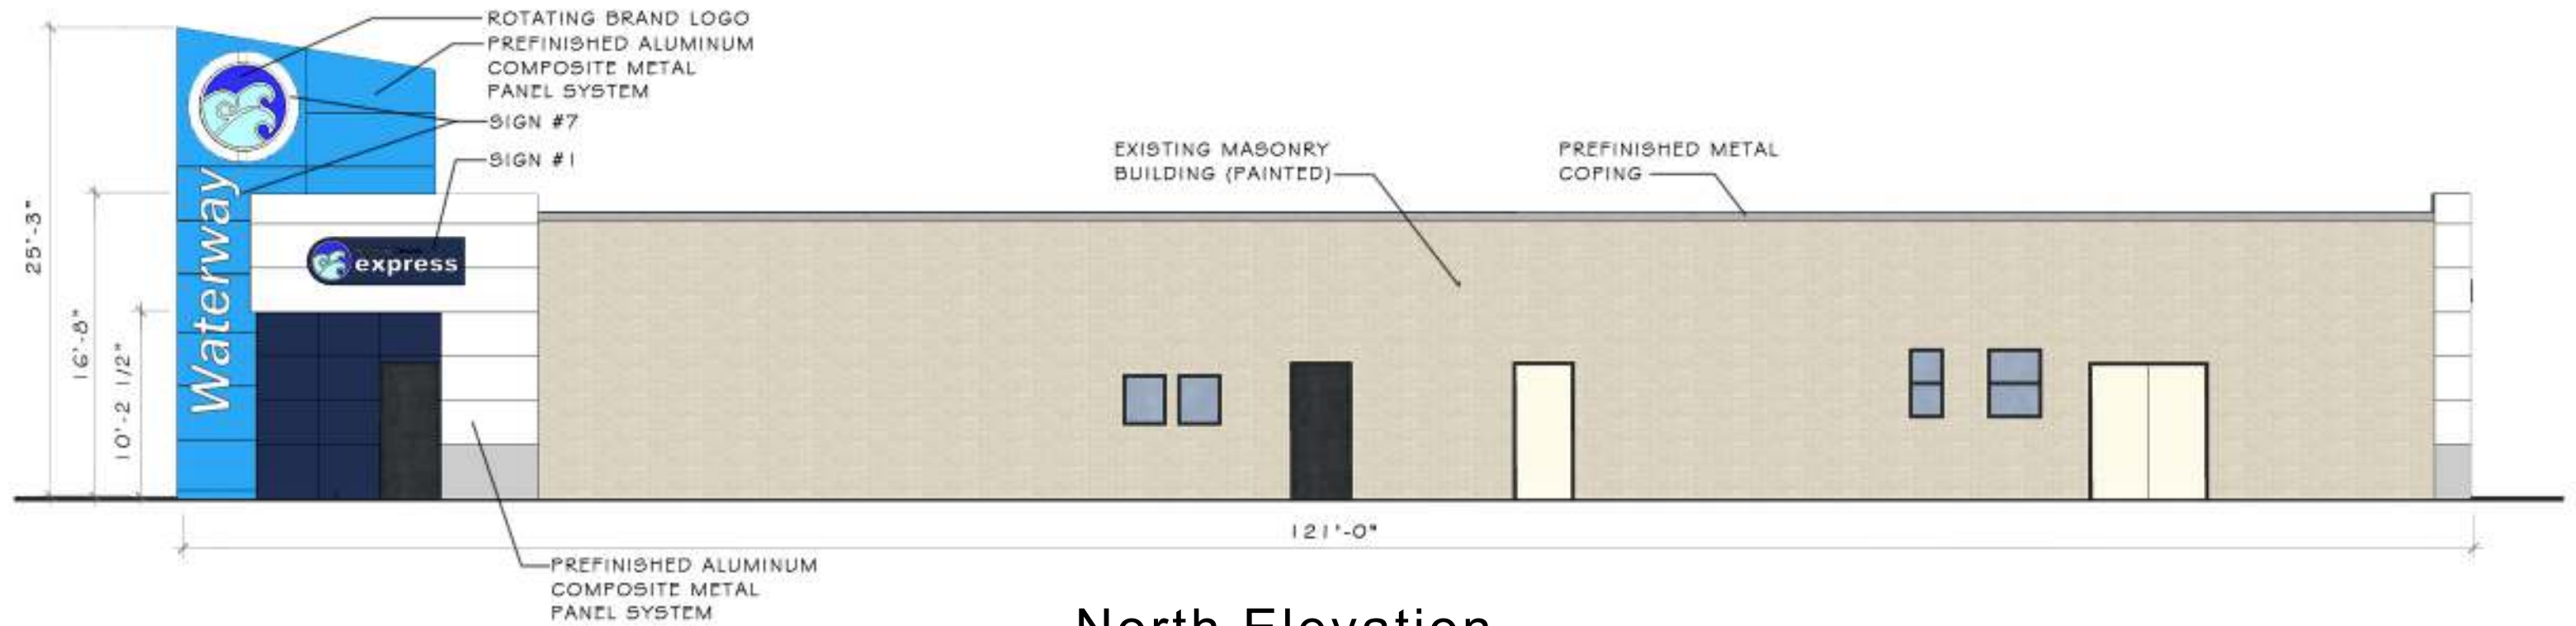 ROTATING BRAND LOGO
PREFINISHED ALUMINUM
COMPOSITE METAL
PANEL SYSTEM
SIGN #7
SIGN #1
EXISTING MASONRY
BUILDING (PAINTED)
PREFINISHED METAL
COPING
25'-3"
16'-8"
10'-2 1/2"
Waterway
express
121'-0"
PREFINISHED ALUMINUM
COMPOSITE METAL
PANEL SYSTEM
North Elevation